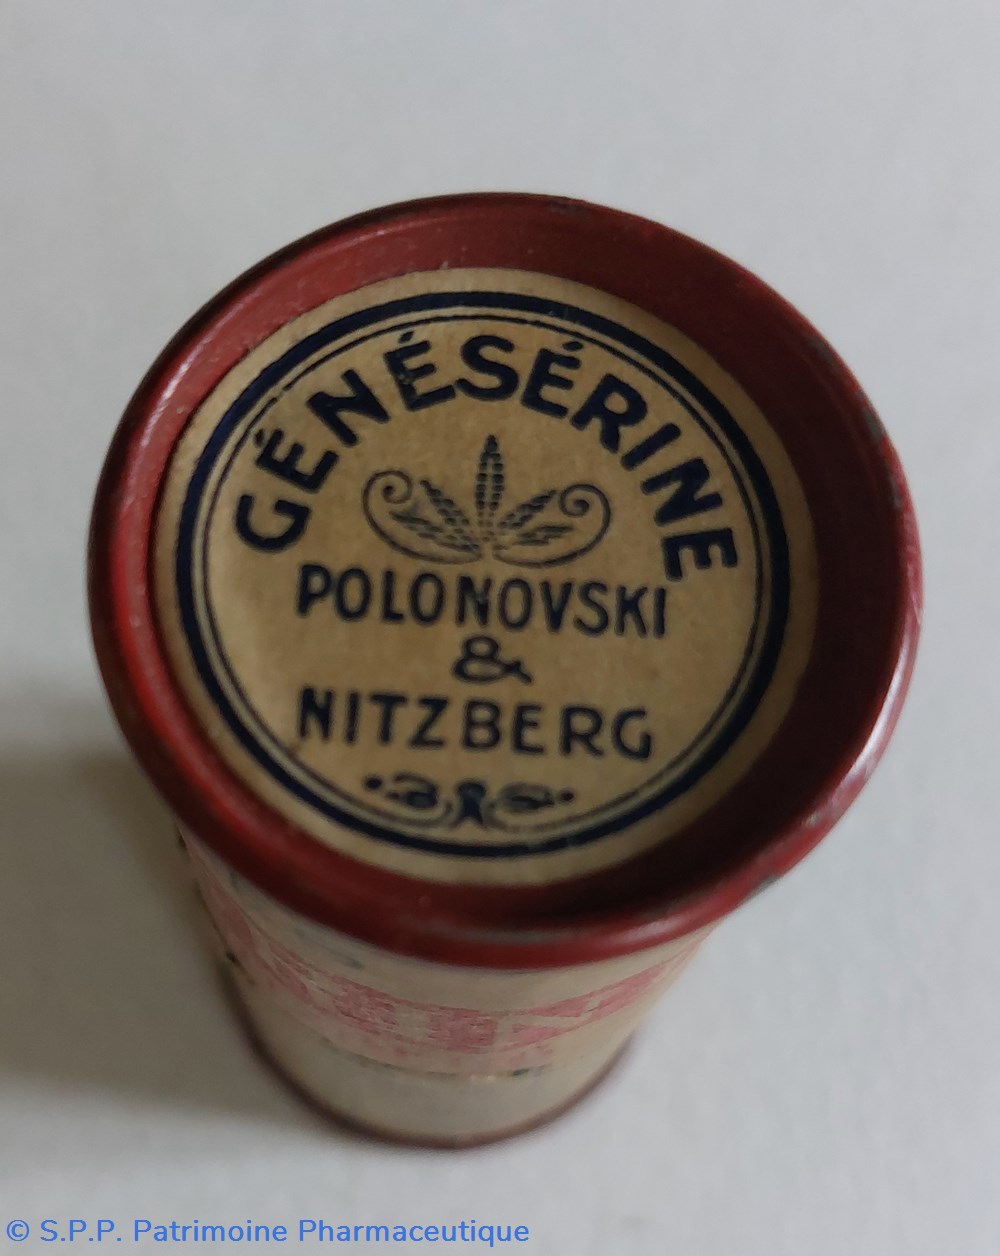 GÉNÉSÉRINE
POLONOVSKI
&
NITZBERG
© S.P.P. Patrimoine Pharmaceutique